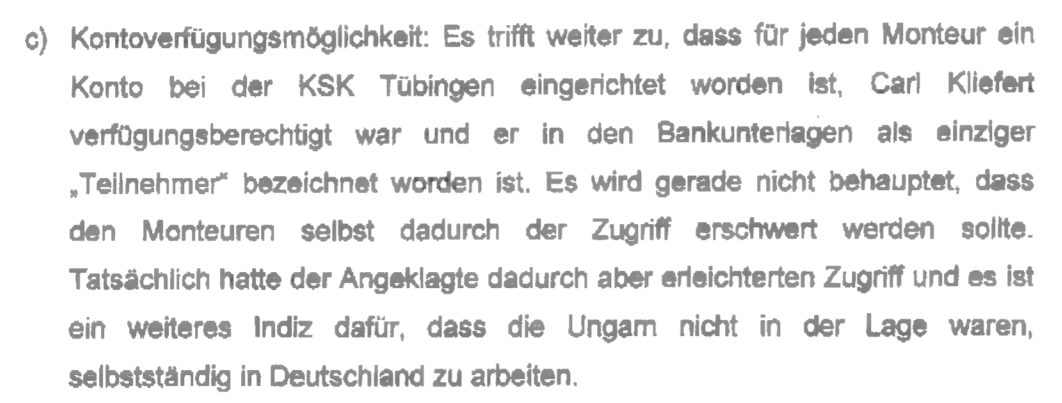 c) Kontoverfügungsmöglichkeit: Es trifft weiter zu, dass für jeden Monteur ein
Konto bei der KSK Tübingen eingerichtet worden ist, Carl Kliefert
verfügungsberechtigt war und er in den Bankunterlagen als einziger
„Teilnehmer“ bezeichnet worden ist. Es wird gerade nicht behauptet, dass
den Monteuren selbst dadurch der Zugriff erschwert werden sollte.
Tatsächlich hatte der Angeklagte dadurch aber erleichterten Zugriff und es ist
ein weiteres Indiz dafür, dass die Ungarn nicht in der Lage waren,
selbstständig in Deutschland zu arbeiten.